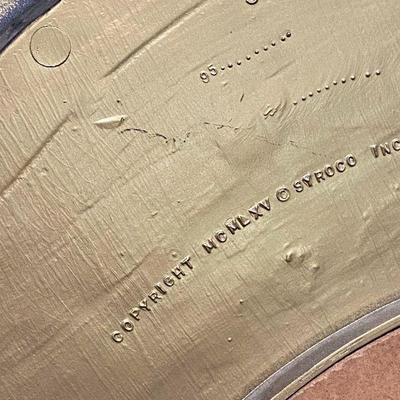 95........
..........
COPYRIGHT MCMLXV © SYROCO INC